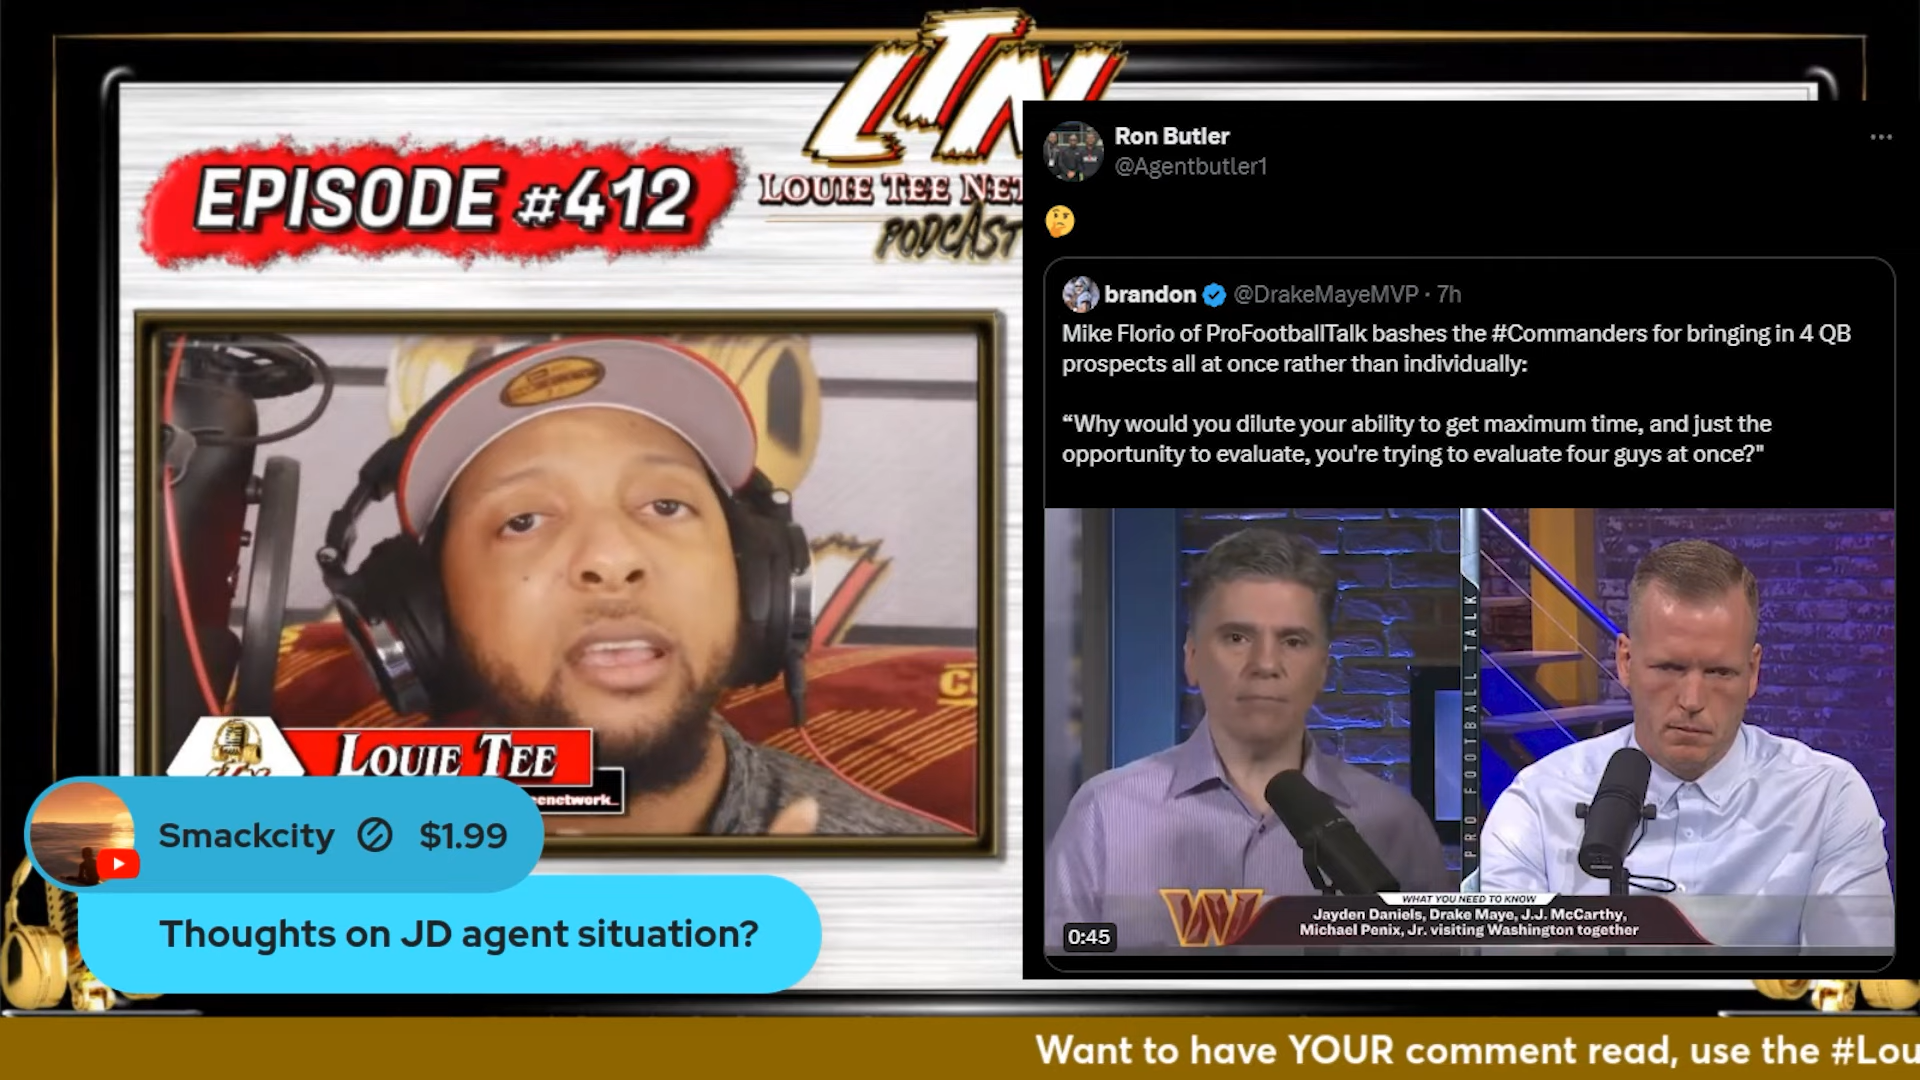 LTN
LOUIE TEE NET
PODCAST
EPISODE #412
LOUIE TEE
eenetwork_
Smackcity $1.99
Thoughts on JD agent situation?
Ron Butler
@Agentbutler1
brandon @DrakeMayeMVP · 7h
Mike Florio of ProFootballTalk bashes the #Commanders for bringing in 4 QB
prospects all at once rather than individually:
“Why would you dilute your ability to get maximum time, and just the
opportunity to evaluate, you're trying to evaluate four guys at once?"
PRO FOOTBALL TALK
WHAT YOU NEED TO KNOW
Jayden Daniels, Drake Maye, J.J. McCarthy,
Michael Penix, Jr. visiting Washington together
0:45
Want to have YOUR comment read, use the #Lou